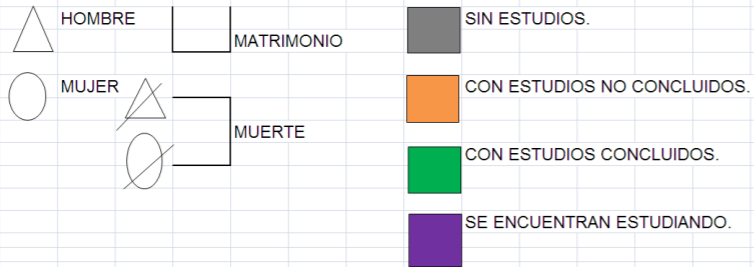 HOMBRE
MATRIMONIO
MUJER
MUERTE
SIN ESTUDIOS.
CON ESTUDIOS NO CONCLUIDOS.
CON ESTUDIOS CONCLUIDOS.
SE ENCUENTRAN ESTUDIANDO.